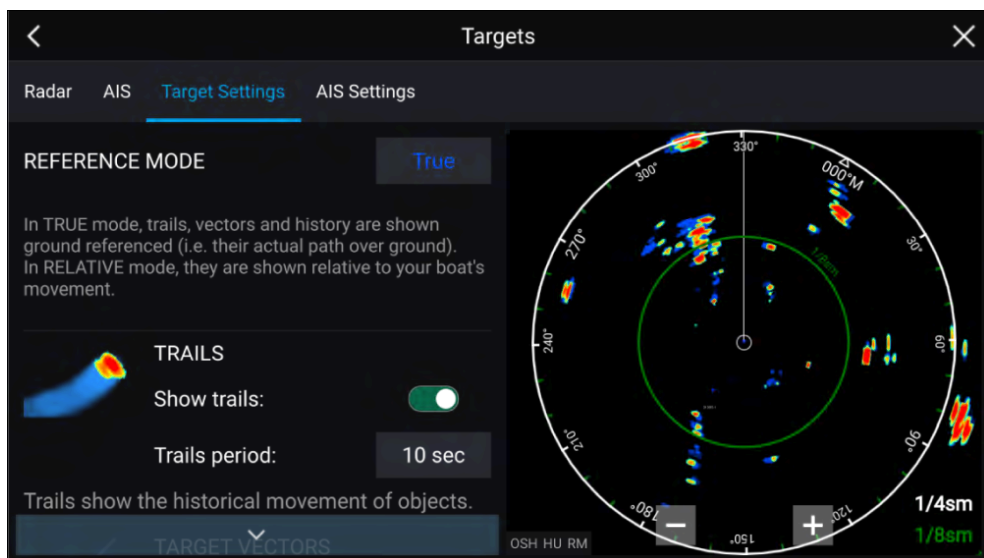 Targets
Radar
AIS
Target Settings
AIS Settings
REFERENCE MODE
True
In TRUE mode, trails, vectors and history are shown
ground referenced (i.e. their actual path over ground).
In RELATIVE mode, they are shown relative to your boat's
movement.
TRAILS
Show trails:
Trails period:
10 sec
Trails show the historical movement of objects.
TARGET VECTORS
330°
000°M
30°
60°
90°
120°
150°
180°
210°
240°
270°
300°
1/8sm
OSH HU RM
−
+
1/4sm
1/8sm